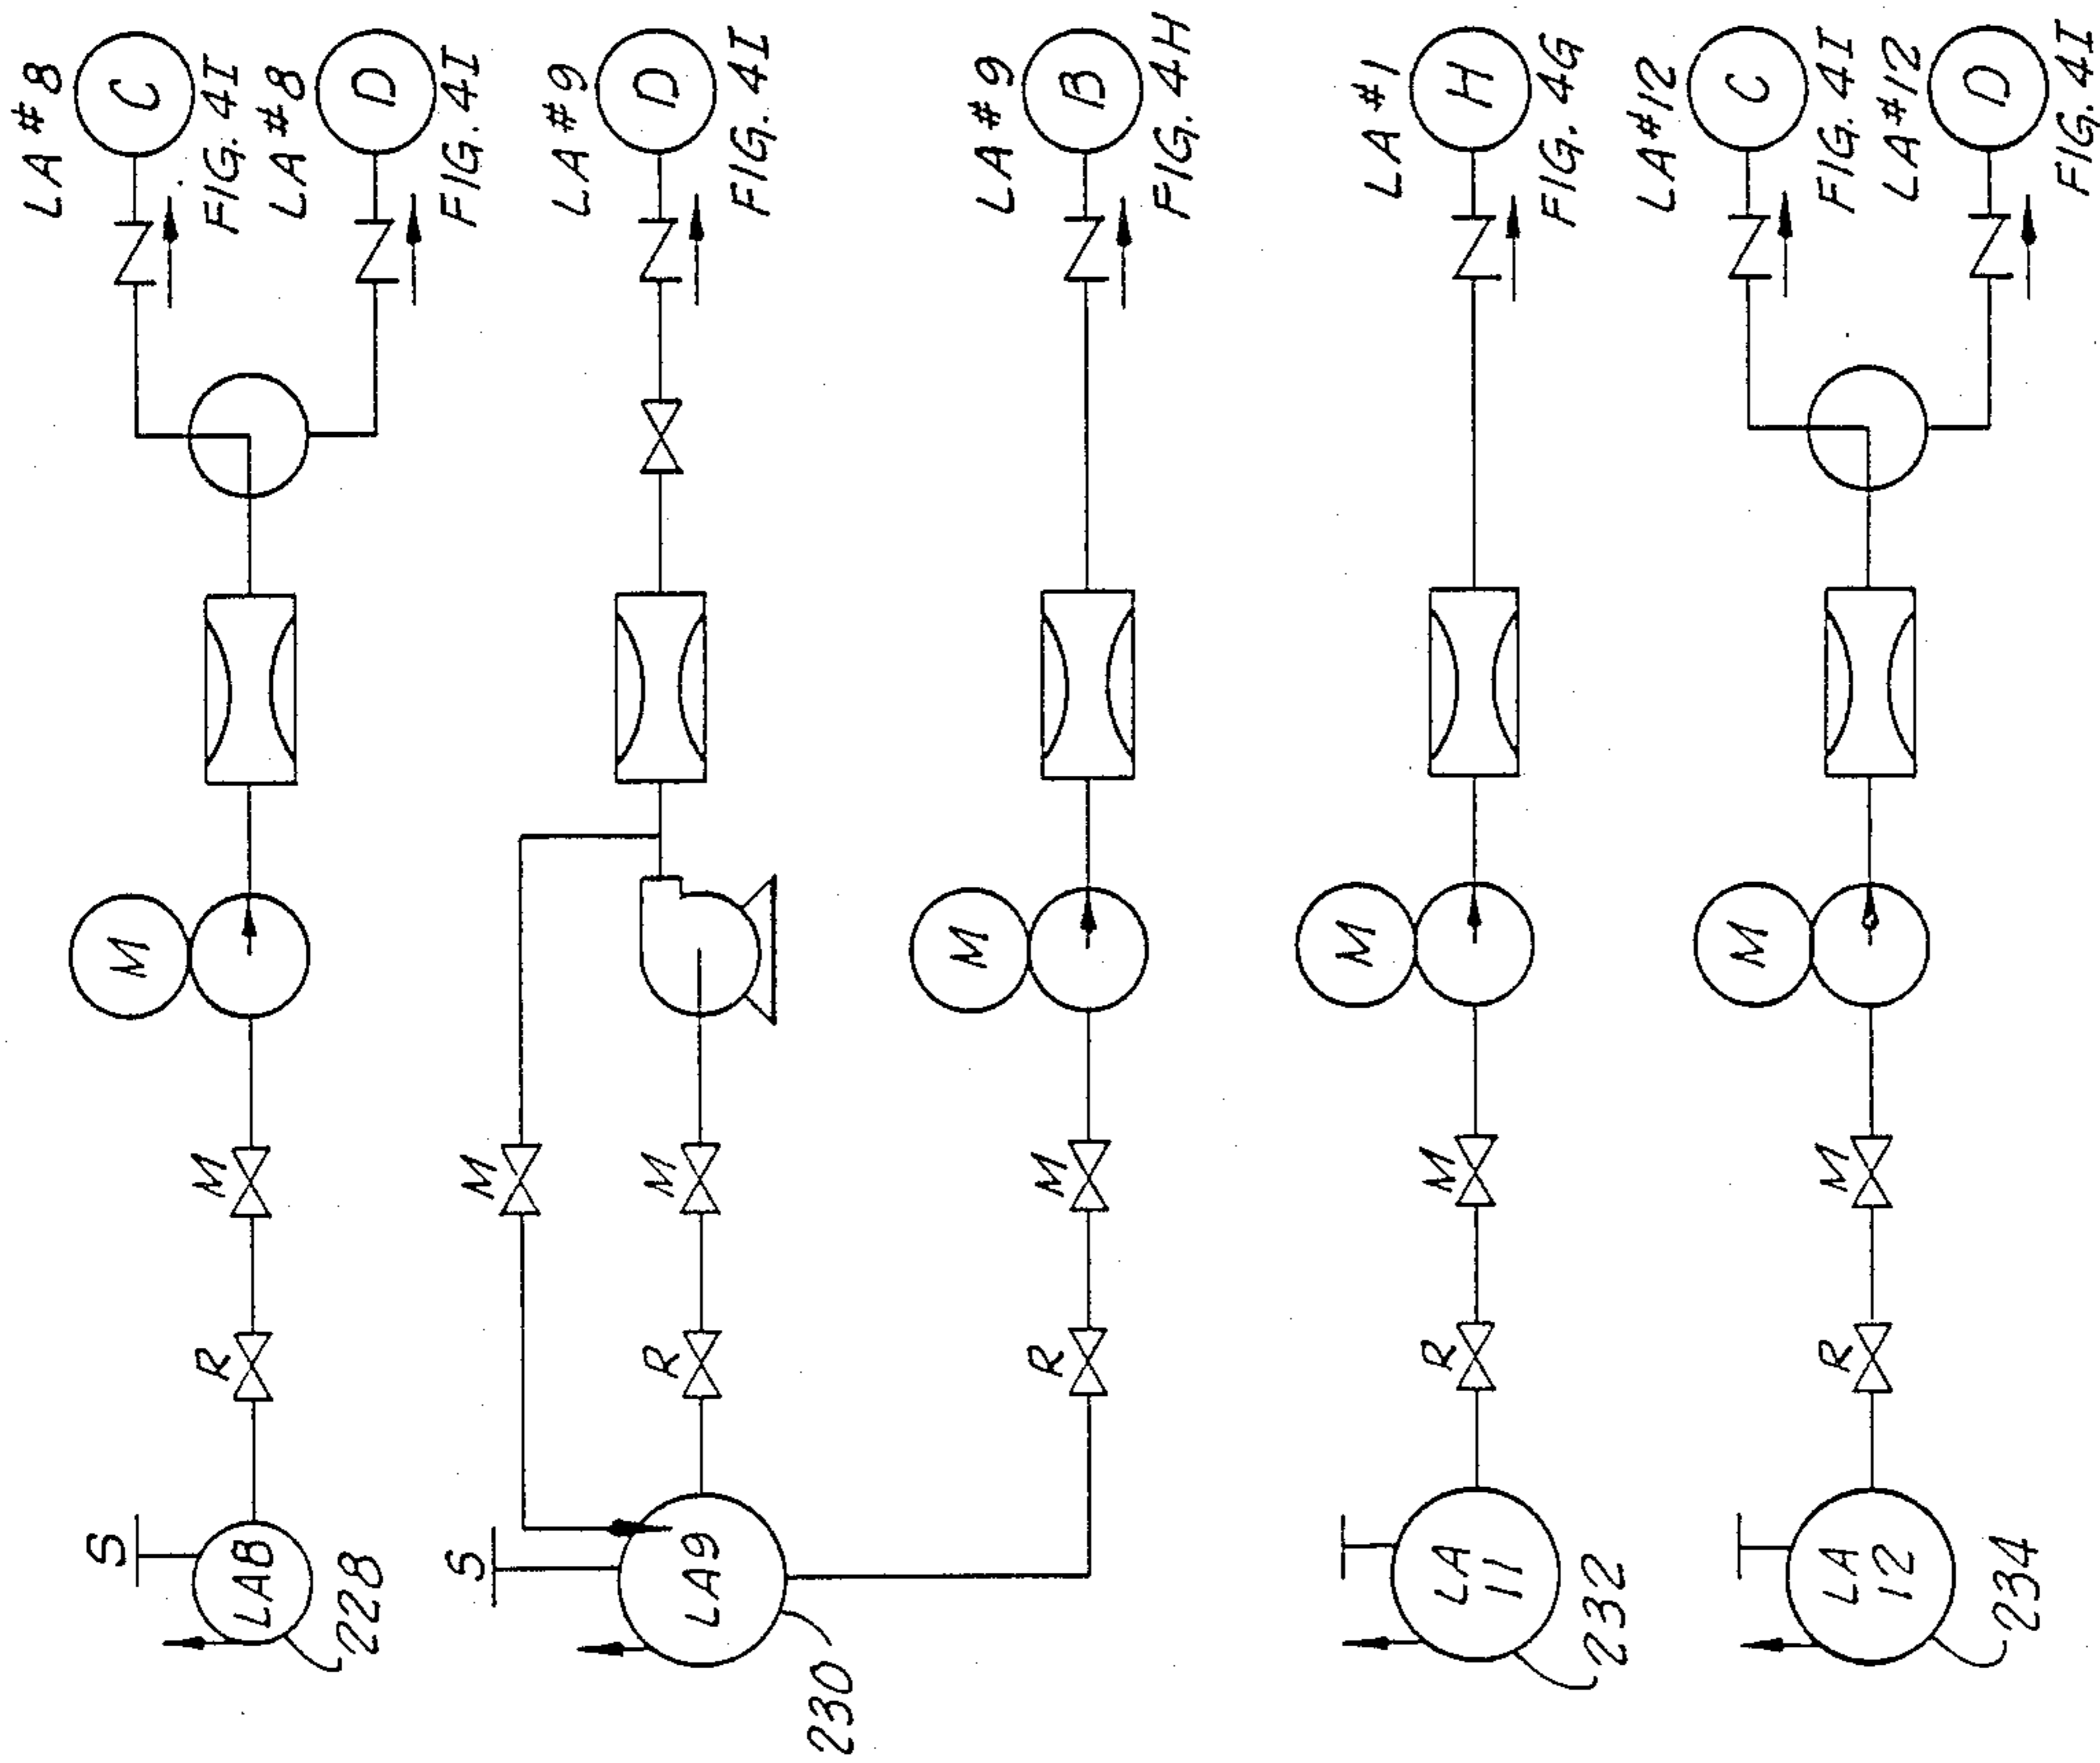 LA #8
C
FIG. 4I
LA #8
D
FIG. 4I
M
M
R
S
LA8
228
LA #9
D
FIG. 4I
M
M
R
S
LA9
230
LA #9
B
FIG. 4H
M
M
R
LA #1
H
FIG. 4G
M
M
R
LA
11
232
LA #12
C
FIG. 4I
LA #12
D
FIG. 4I
M
M
R
LA
12
234